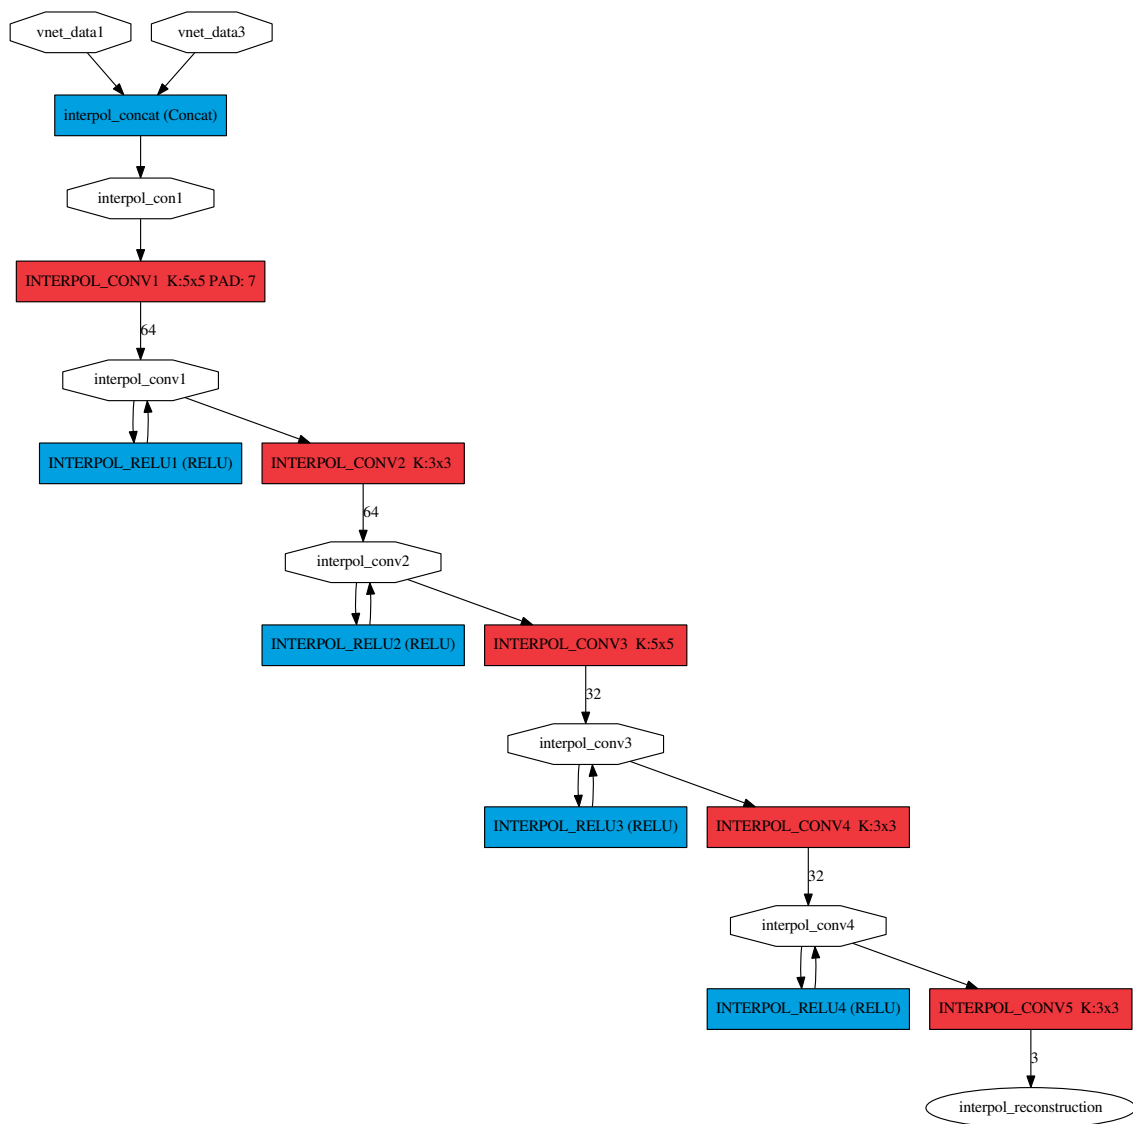 vnet_data1
vnet_data3
interpol_concat (Concat)
interpol_con1
INTERPOL_CONV1  K:5x5 PAD: 7
64
interpol_conv1
INTERPOL_RELU1 (RELU)
INTERPOL_CONV2  K:3x3
64
interpol_conv2
INTERPOL_RELU2 (RELU)
INTERPOL_CONV3  K:5x5
32
interpol_conv3
INTERPOL_RELU3 (RELU)
INTERPOL_CONV4  K:3x3
32
interpol_conv4
INTERPOL_RELU4 (RELU)
INTERPOL_CONV5  K:3x3
3
interpol_reconstruction